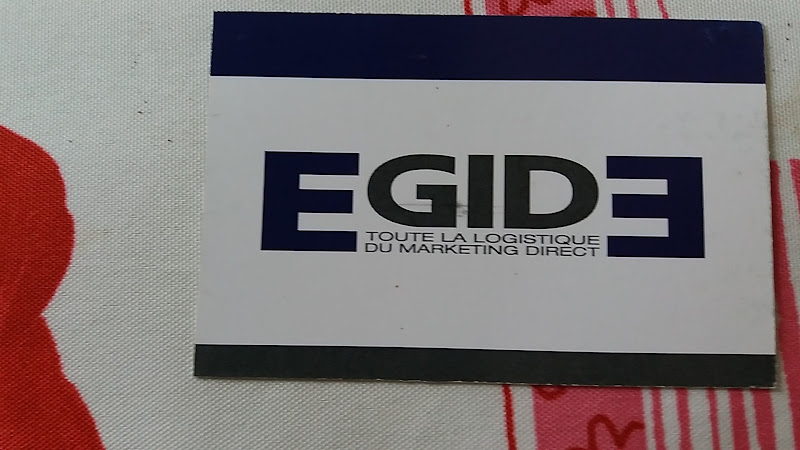 EGIDE
TOUTE LA LOGISTIQUE
DU MARKETING DIRECT